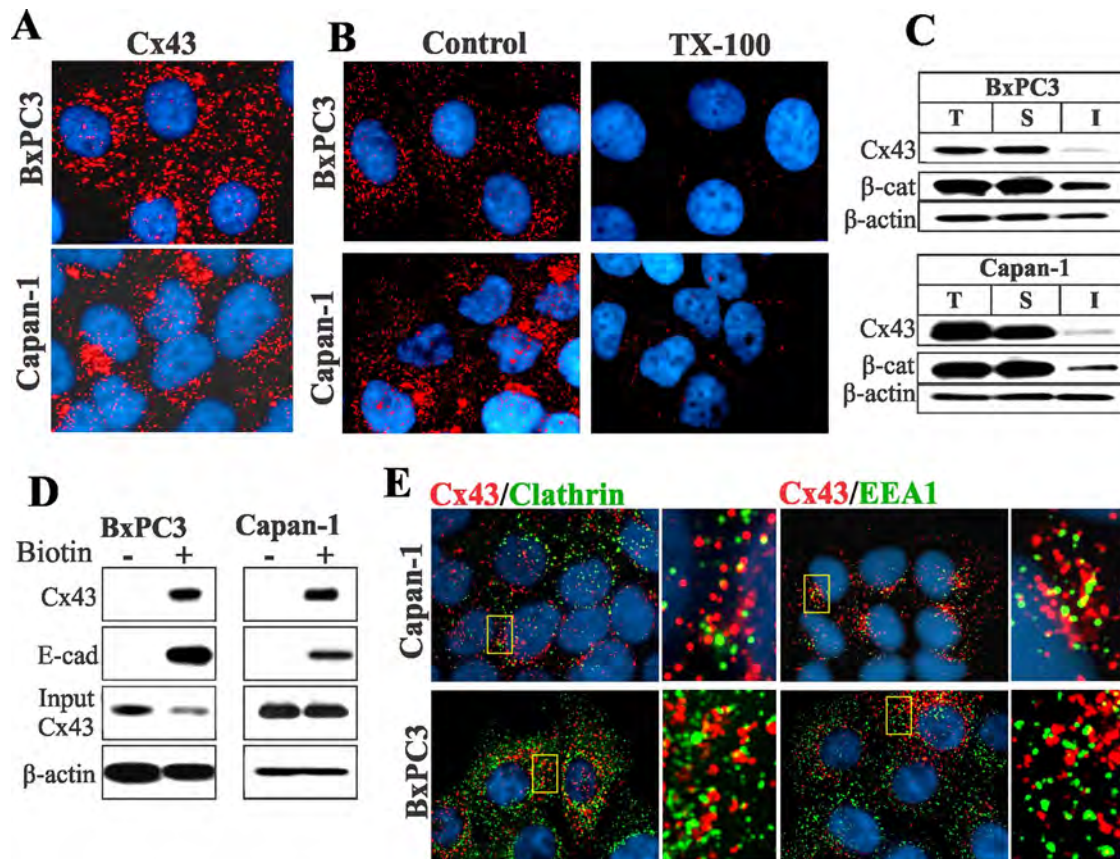 A
Cx43
BxPC3
Capan-1
B
Control TX-100
BxPC3
Capan-1
C
BxPC3
T S I
Cx43
β-cat
β-actin
Capan-1
T S I
Cx43
β-cat
β-actin
D
BxPC3 Capan-1
Biotin - + - +
Cx43
E-cad
Input
Cx43
β-actin
E
Cx43/Clathrin Cx43/EEA1
Capan-1
BxPC3